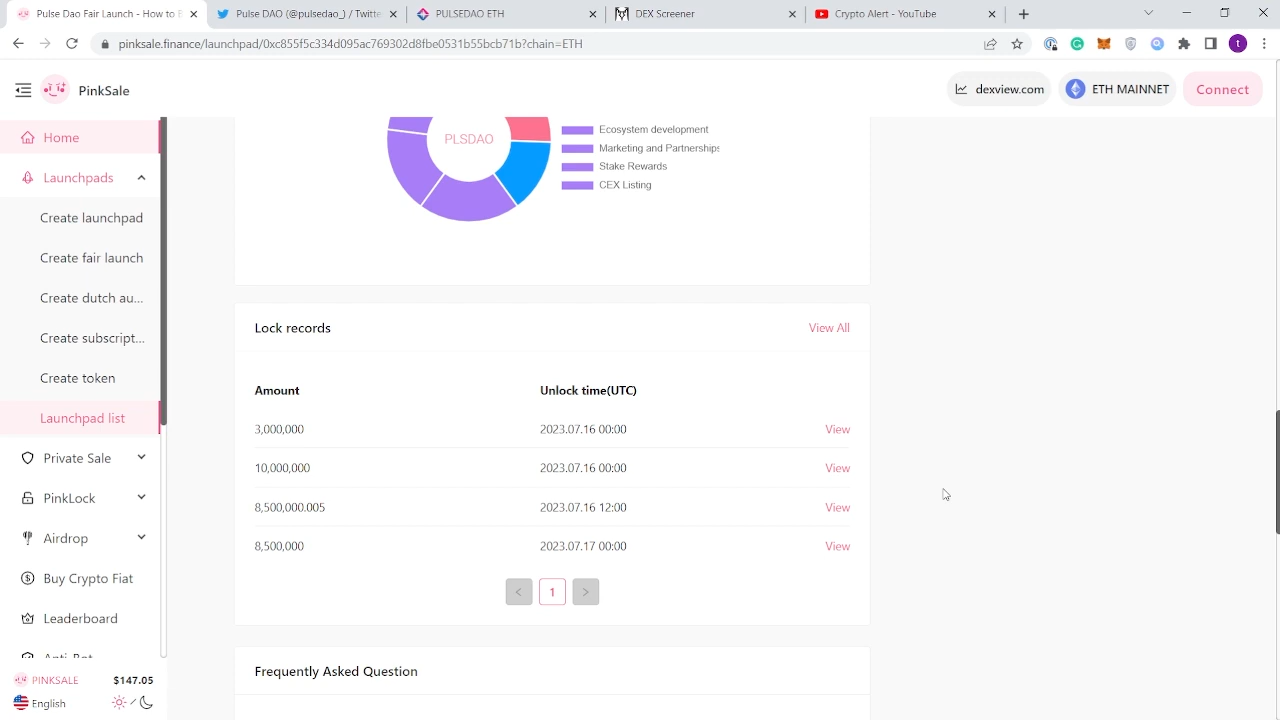 Pulse Dao Fair Launch - How to B
Pulse DAO (@pulsedao_) / Twitte
PULSEDAO ETH
DEX Screener
Crypto Alert - YouTube
pinksale.finance/launchpad/0xc855f5c334d095ac769302d8fbe0531b55bcb71b?chain=ETH
t
PinkSale
dexview.com
ETH MAINNET
Connect
Home
Launchpads
Create launchpad
Create fair launch
Create dutch au...
Create subscript...
Create token
Launchpad list
Private Sale
PinkLock
Airdrop
Buy Crypto Fiat
Leaderboard
Anti-Bot
PINKSALE
$147.05
English
PLSDAO
Ecosystem development
Marketing and Partnerships
Stake Rewards
CEX Listing
Lock records
View All
Amount Unlock time(UTC)
3,000,000 2023.07.16 00:00 View
10,000,000 2023.07.16 00:00 View
8,500,000.005 2023.07.16 12:00 View
8,500,000 2023.07.17 00:00 View
< 1 >
Frequently Asked Question